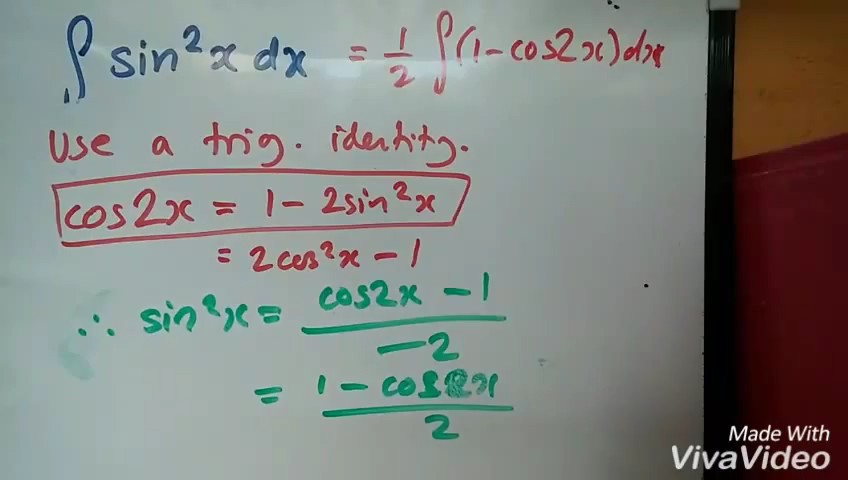 ∫ sin²x dx = 1/2 ∫(1-cos2x)dx
Use a trig. identity.
cos2x = 1 - 2sin²x
= 2cos²x - 1
∴ sin²x = cos2x - 1 / -2
= 1 - cos2x / 2
Made With
VivaVideo